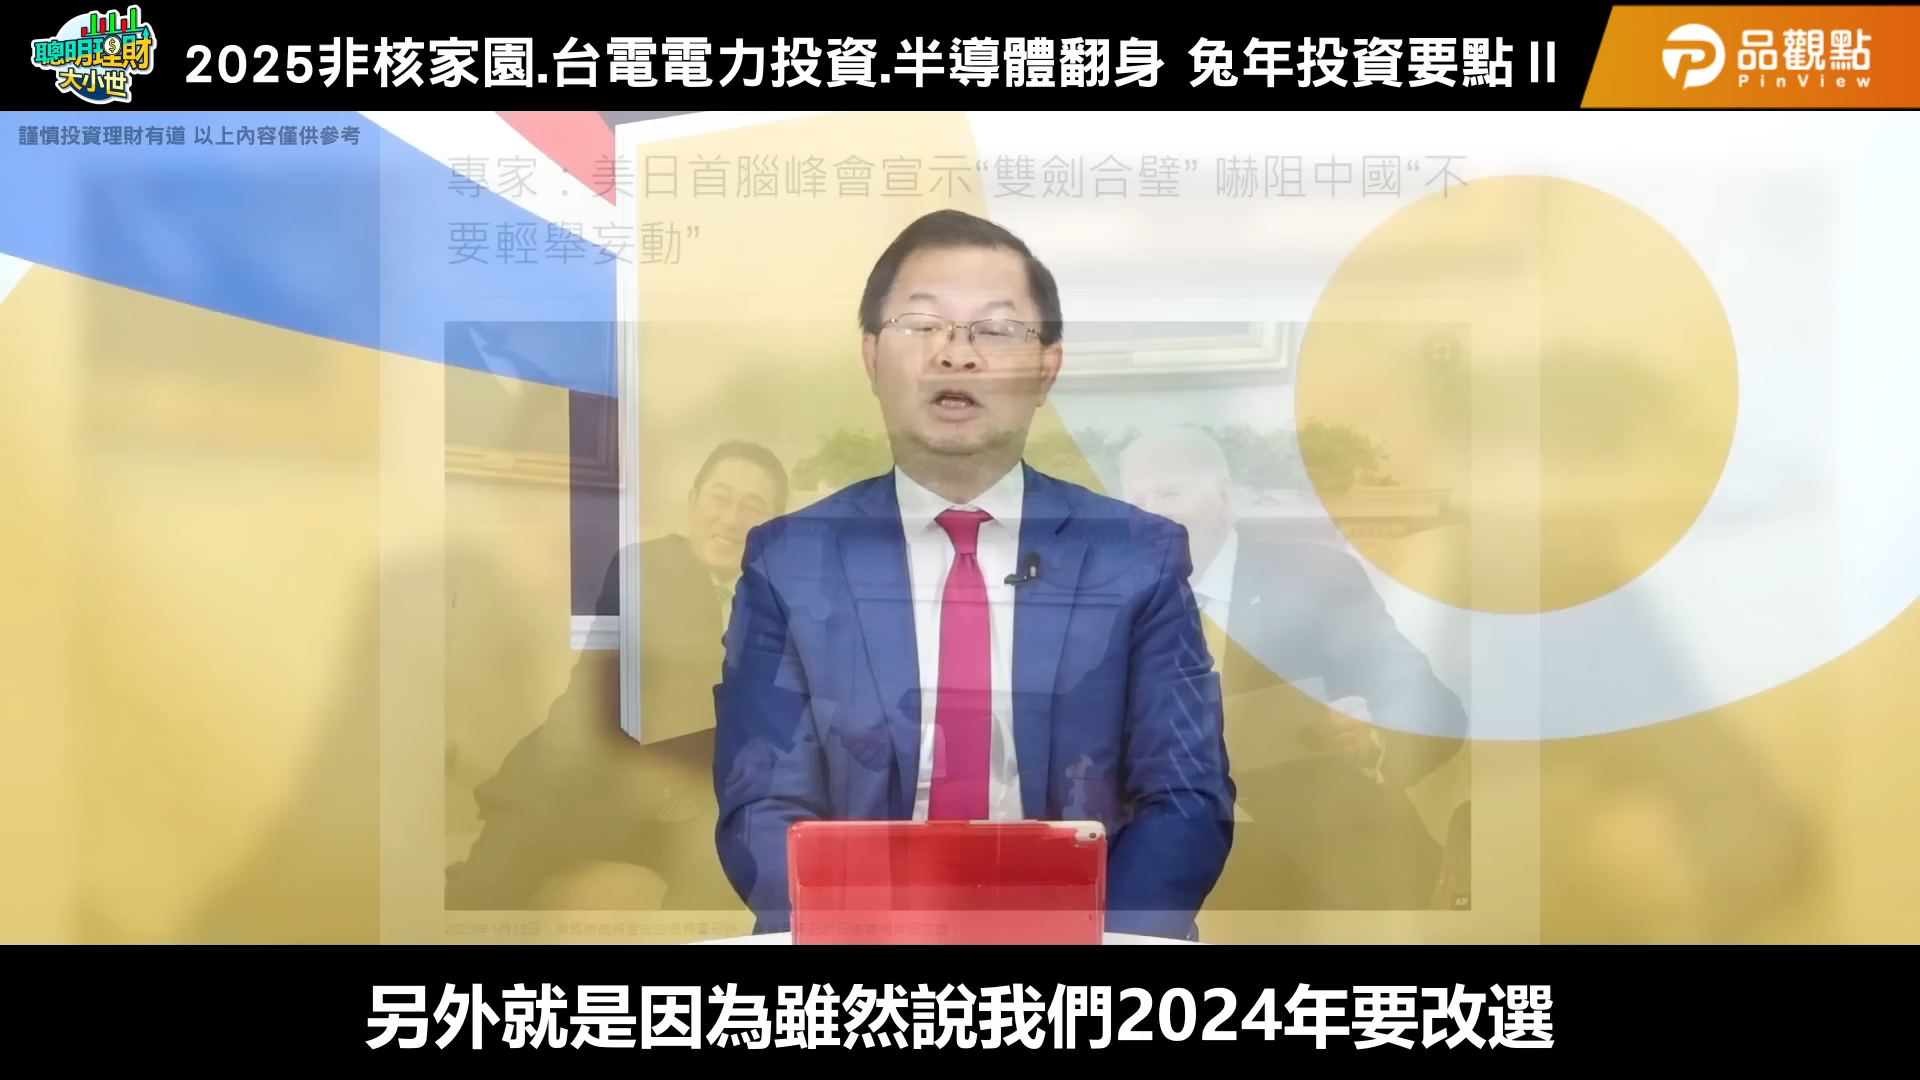 聰明理財
大小世
2025非核家園.台電電力投資.半導體翻身 兔年投資要點Ⅱ
品觀點
PinView
謹慎投資理財有道 以上內容僅供參考
專家：美日首腦峰會宣示“雙劍合璧” 嚇阻中國“不
要輕舉妄動”
AP
另外就是因為雖然說我們2024年要改選